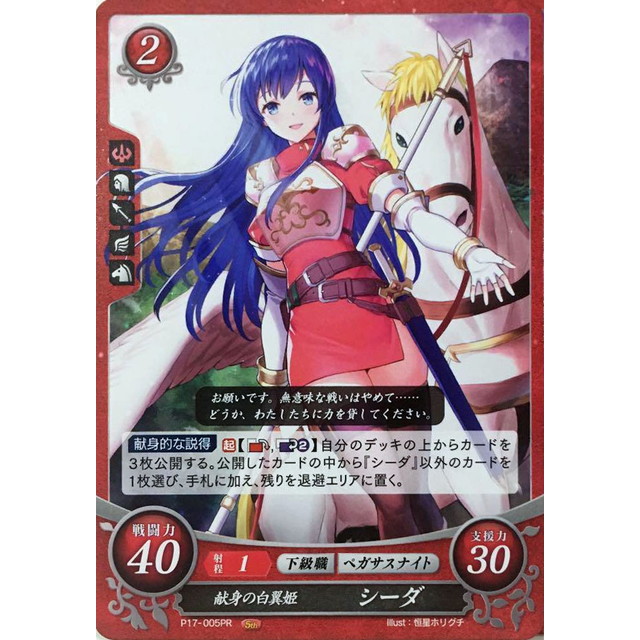 2
お願いです。無意味な戦いはやめて……
どうか、わたしたちに力を貸してください。
献身的な説得 起【 , 2】自分のデッキの上からカードを
3枚公開する。公開したカードの中から『シーダ』以外のカードを
1枚選び、手札に加え、残りを退避エリアに置く。
戦闘力
40
射程 1 下級職 ペガサスナイト
支援力
30
献身の白翼姫 シーダ
P17-005PR 5th Illust:恒星ホリグチ